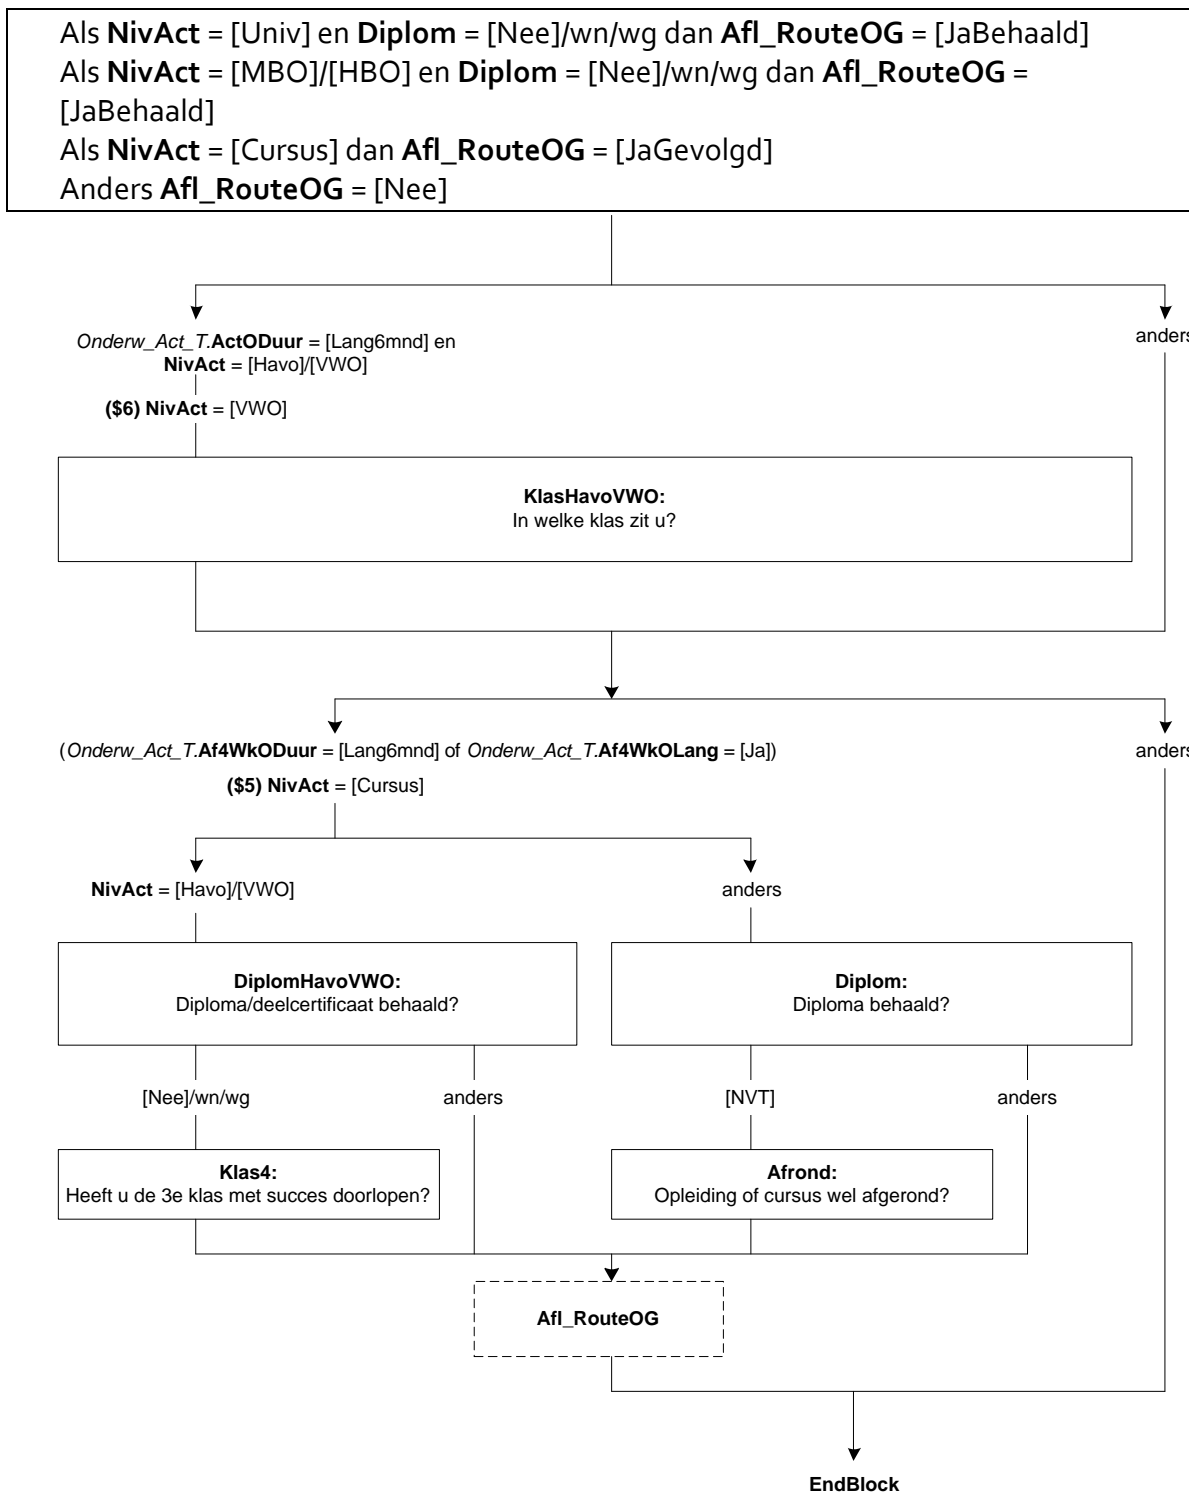 Als NivAct = [Univ] en Diplom = [Nee]/wn/wg dan Afl_RouteOG = [JaBehaald]
Als NivAct = [MBO]/[HBO] en Diplom = [Nee]/wn/wg dan Afl_RouteOG =
[JaBehaald]
Als NivAct = [Cursus] dan Afl_RouteOG = [JaGevolgd]
Anders Afl_RouteOG = [Nee]
Onderw_Act_T.ActODuur = [Lang6mnd] en
NivAct = [Havo]/[VWO]
anders
($6) NivAct = [VWO]
KlasHavoVWO:
In welke klas zit u?
(Onderw_Act_T.Af4WkODuur = [Lang6mnd] of Onderw_Act_T.Af4WkOLang = [Ja])
anders
($5) NivAct = [Cursus]
NivAct = [Havo]/[VWO]
anders
DiplomHavoVWO:
Diploma/deelcertificaat behaald?
Diplom:
Diploma behaald?
[Nee]/wn/wg
anders
[NVT]
anders
Klas4:
Heeft u de 3e klas met succes doorlopen?
Afrond:
Opleiding of cursus wel afgerond?
Afl_RouteOG
EndBlock